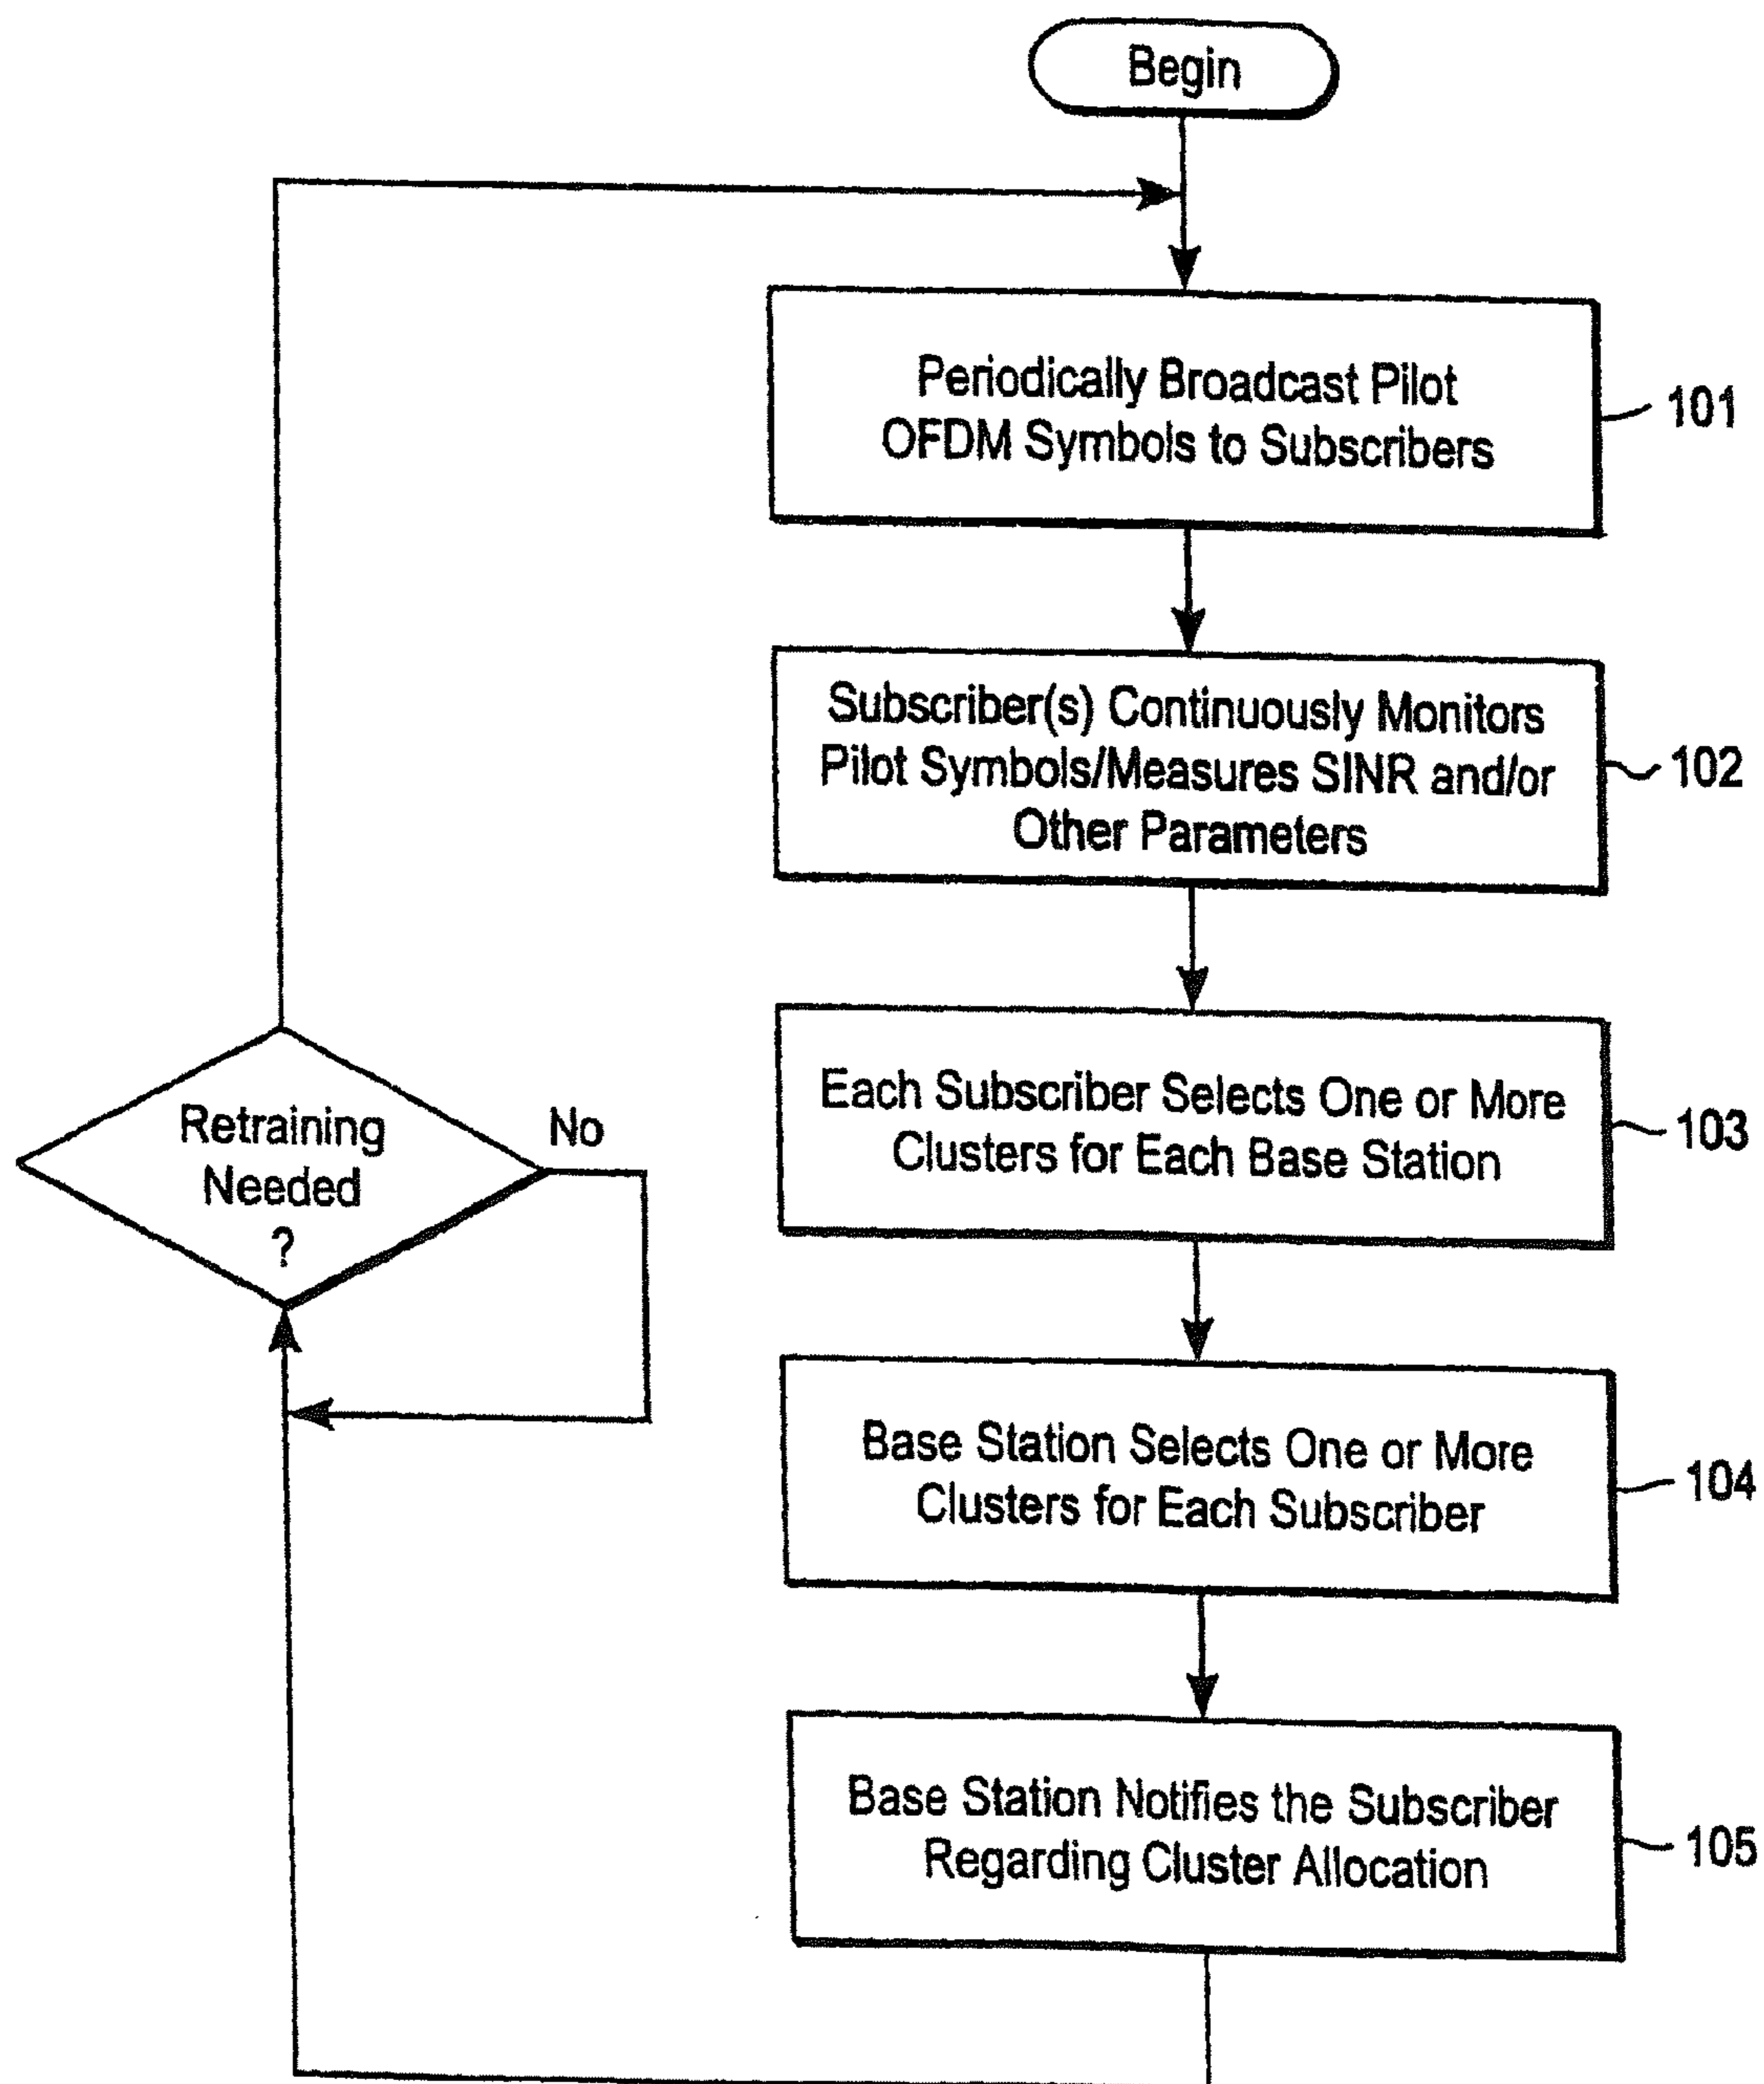 Begin
Periodically Broadcast Pilot
OFDM Symbols to Subscribers
101
Subscriber(s) Continuously Monitors
Pilot Symbols/Measures SINR and/or
Other Parameters
102
Each Subscriber Selects One or More
Clusters for Each Base Station
103
Retraining
Needed
?
No
Base Station Selects One or More
Clusters for Each Subscriber
104
Base Station Notifies the Subscriber
Regarding Cluster Allocation
105